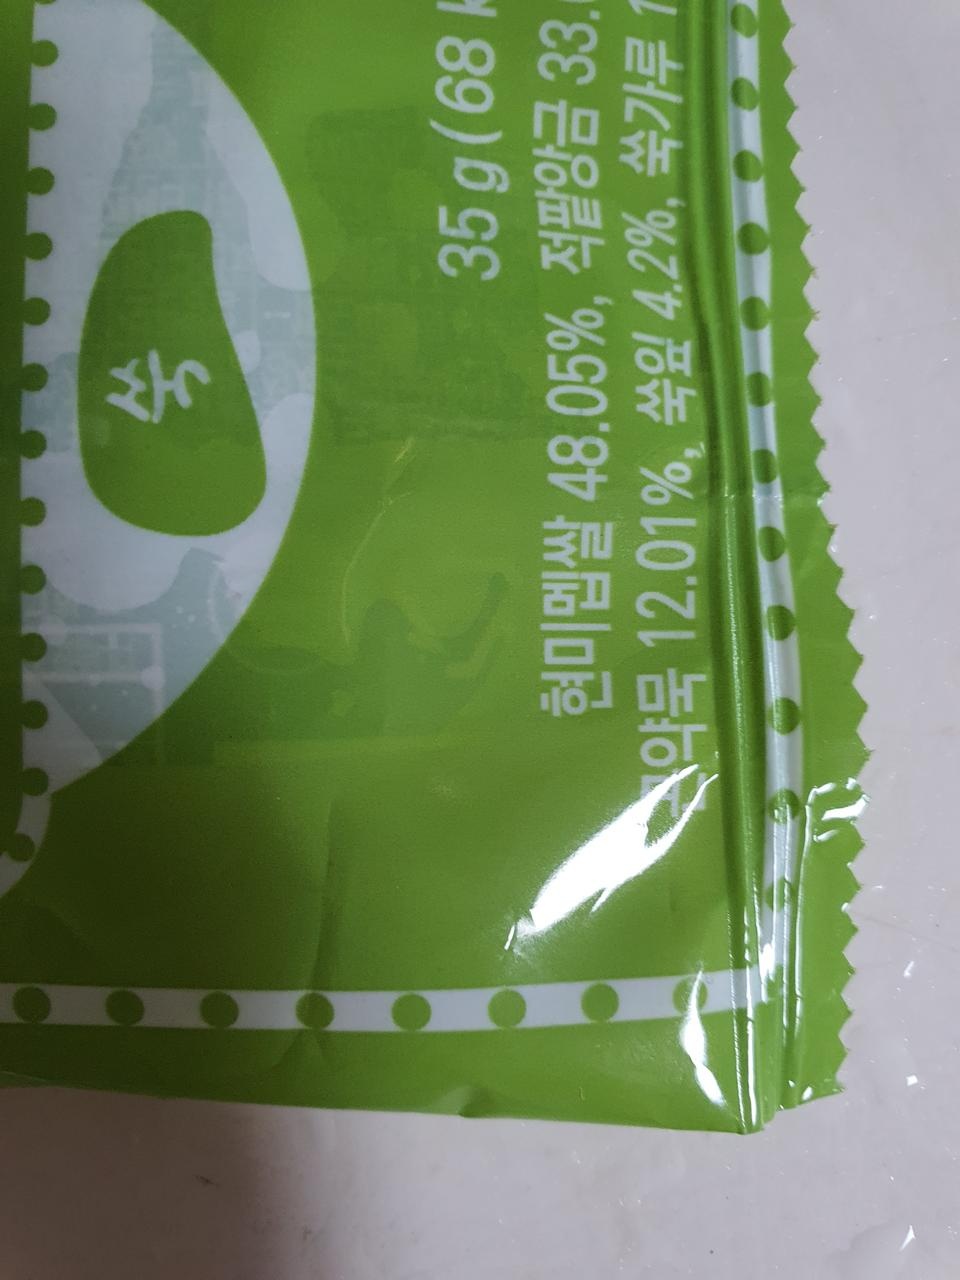 쑥
35 g (68 k
현미멥쌀 48.05%, 적팥앙금 33.
곤약묵 12.01%, 쑥잎 4.2%, 쑥가루 1